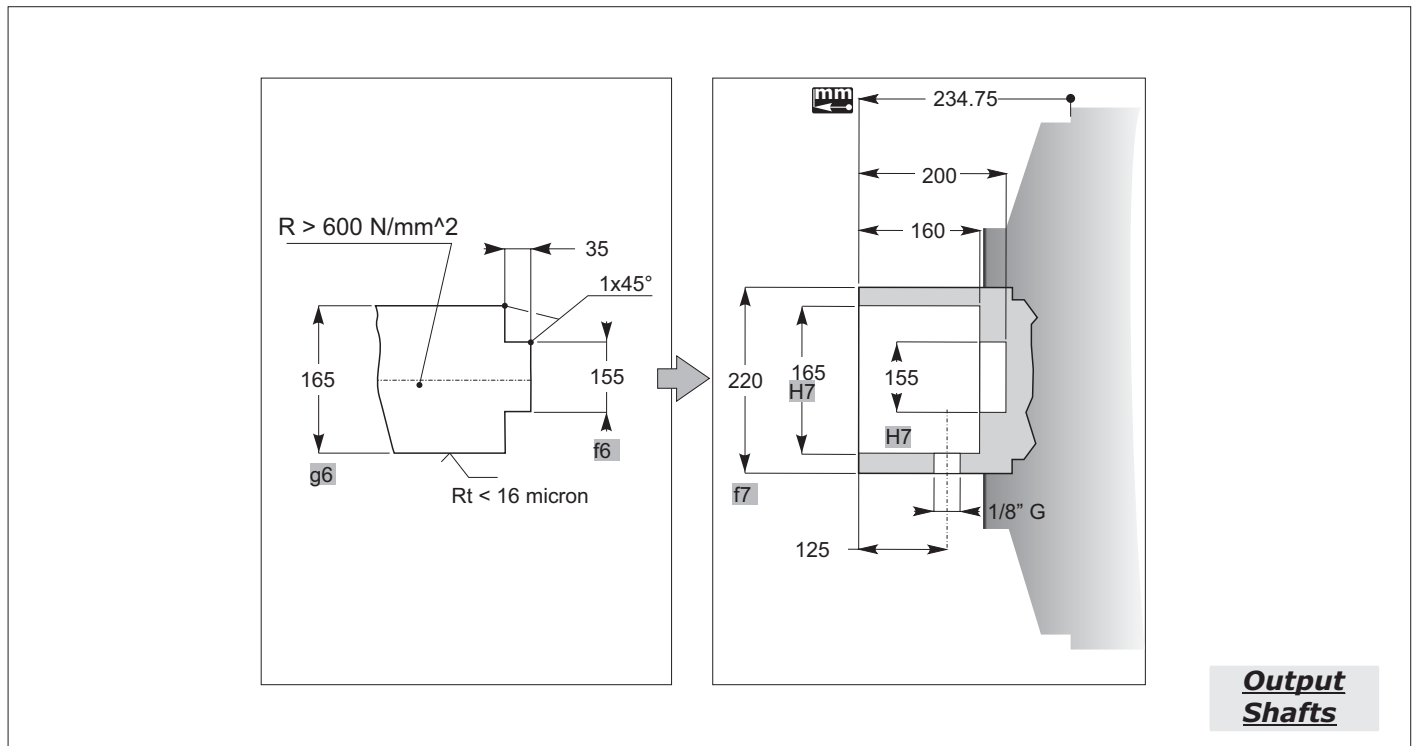 R > 600 N/mm^2
35
1x45°
165
g6
155
f6
Rt < 16 micron
mm
234.75
200
160
220
f7
165
H7
155
H7
1/8” G
125
Output
Shafts